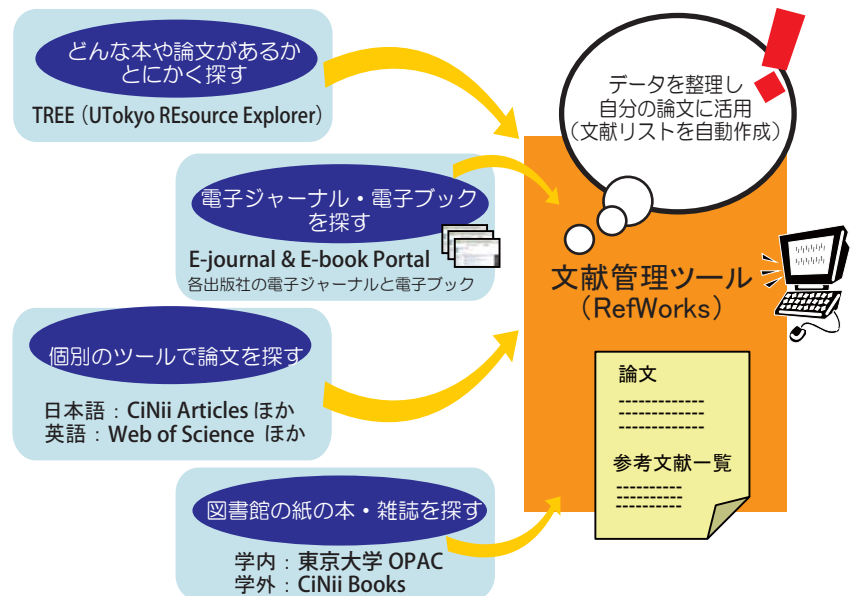 どんな本や論文があるか
とにかく探す
TREE（UTokyo REsource Explorer）
電子ジャーナル・電子ブック
を探す
E-journal & E-book Portal
各出版社の電子ジャーナルと電子ブック
個別のツールで論文を探す
日本語：CiNii Articles ほか
英語：Web of Science ほか
図書館の紙の本・雑誌を探す
学内：東京大学 OPAC
学外：CiNii Books
データを整理し
自分の論文に活用
（文献リストを自動作成）
文献管理ツール
（RefWorks）
論文
参考文献一覧